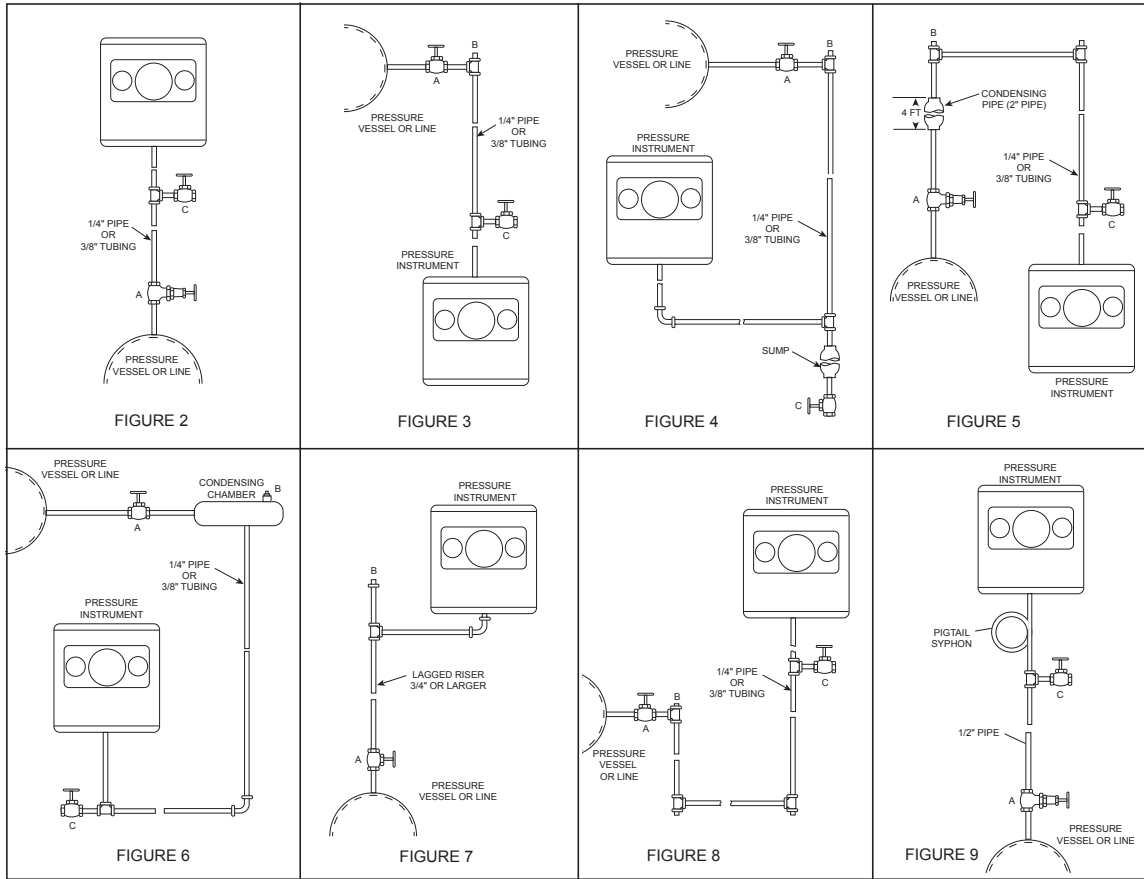 C
1/4" PIPE
OR
3/8" TUBING
A
PRESSURE
VESSEL OR LINE
FIGURE 2
PRESSURE
VESSEL OR LINE
B
A
1/4" PIPE
OR
3/8" TUBING
C
PRESSURE
INSTRUMENT
FIGURE 3
PRESSURE
VESSEL OR LINE
B
A
PRESSURE
INSTRUMENT
1/4" PIPE
OR
3/8" TUBING
SUMP
C
FIGURE 4
B
4 FT
CONDENSING
PIPE (2" PIPE)
1/4" PIPE
OR
3/8" TUBING
A
C
PRESSURE
VESSEL OR LINE
PRESSURE
INSTRUMENT
FIGURE 5
PRESSURE
VESSEL OR LINE
CONDENSING
CHAMBER
B
A
1/4" PIPE
OR
3/8" TUBING
PRESSURE
INSTRUMENT
C
FIGURE 6
PRESSURE
INSTRUMENT
B
LAGGED RISER
3/4" OR LARGER
A
PRESSURE
VESSEL OR LINE
FIGURE 7
PRESSURE
INSTRUMENT
1/4" PIPE
OR
3/8" TUBING
C
B
A
PRESSURE
VESSEL
OR LINE
FIGURE 8
PRESSURE
INSTRUMENT
PIGTAIL
SYPHON
C
1/2" PIPE
A
PRESSURE
VESSEL OR LINE
FIGURE 9